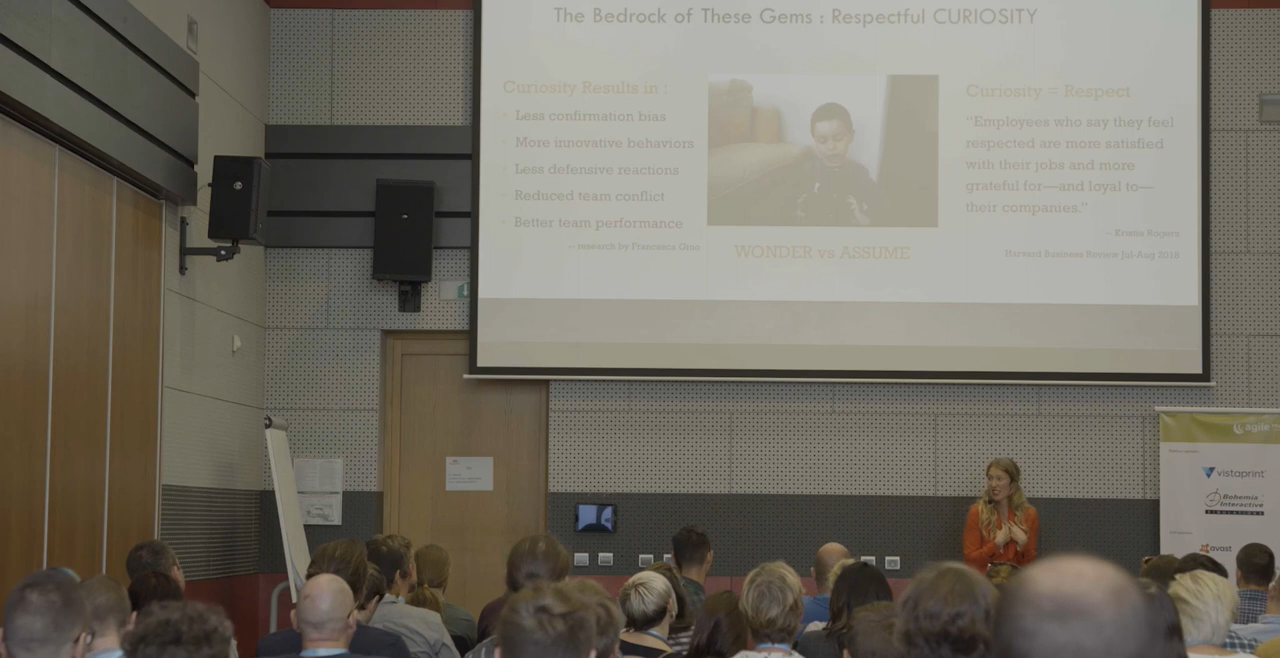 The Bedrock of These Gems : Respectful CURIOSITY
Curiosity Results in :
Less confirmation bias
More innovative behaviors
Less defensive reactions
Reduced team conflict
Better team performance
– research by Francesca Gino
WONDER vs ASSUME
Curiosity = Respect
“Employees who say they feel
respected are more satisfied
with their jobs and more
grateful for—and loyal to—
their companies.”
– Kristie Rogers
Harvard Business Review Jul-Aug 2018
agile
vistaprint
Bohemia
Interactive
SIMULATIONS
avast